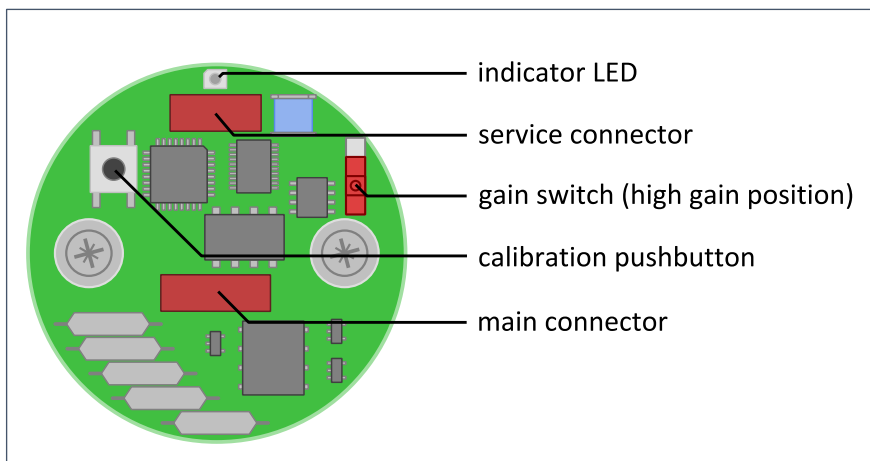 indicator LED
service connector
gain switch (high gain position)
calibration pushbutton
main connector